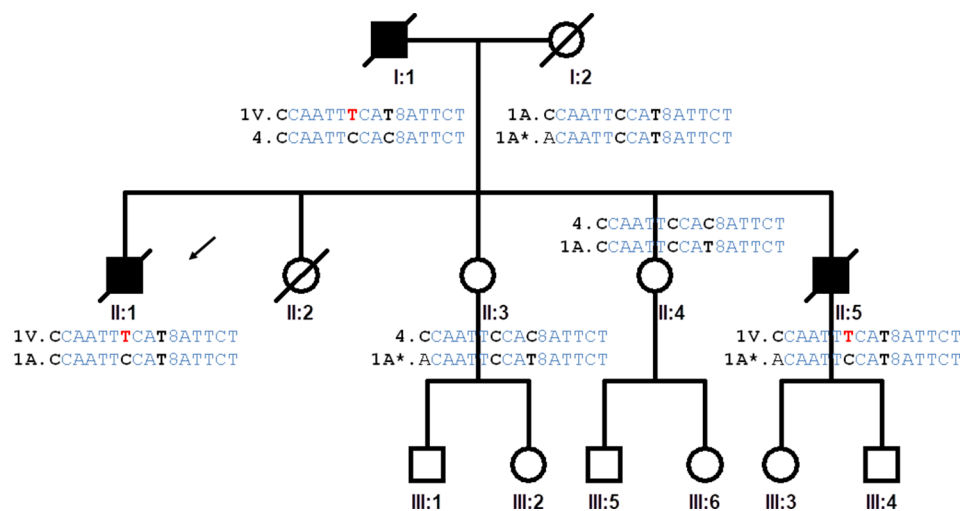 I:1
I:2
1V.CCAATTTCAT8ATTCT
4.CCAATTCCAC8ATTCT
1A.CCAATTCCAT8ATTCT
1A*.ACAATTCCAT8ATTCT
4.CCAATTCCAC8ATTCT
1A.CCAATTCCAT8ATTCT
II:1
II:2
II:3
II:4
II:5
1V.CCAATTTCAT8ATTCT
1A.CCAATTCCAT8ATTCT
4.CCAATTCCAC8ATTCT
1A*.ACAATTCCAT8ATTCT
1V.CCAATTTCAT8ATTCT
1A*.ACAATTCCAT8ATTCT
III:1
III:2
III:5
III:6
III:3
III:4